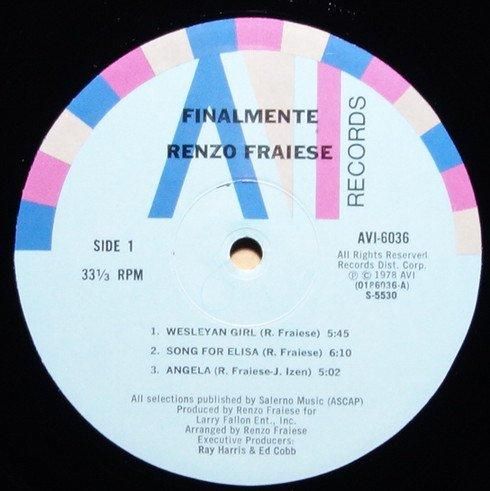 AVI
RECORDS
FINALMENTE
RENZO FRAIESE
SIDE 1
33⅓ RPM
AVI-6036
All Rights Reserved
Records Dist. Corp.
Ⓟ © 1978 AVI
(0186036-A)
S-5530
1. WESLEYAN GIRL (R. Fraiese) 5:45
2. SONG FOR ELISA (R. Fraiese) 6:10
3. ANGELA (R. Fraiese-J. Izen) 5:02
All selections published by Salerno Music (ASCAP)
Produced by Renzo Fraiese for
Larry Fallon Ent., Inc.
Arranged by Renzo Fraiese
Executive Producers:
Ray Harris & Ed Cobb